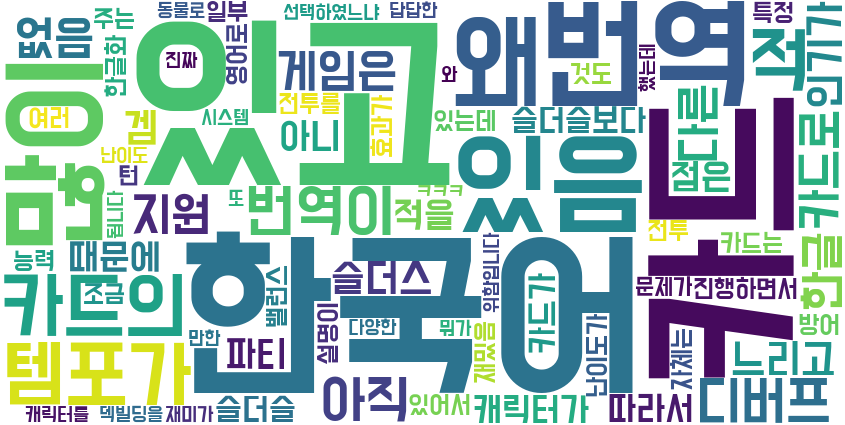 동물로 일부 선택하였느냐 답답한 특정
없음 주는 한글화 진짜 영어로 있고 왜 번역 적
여러 게임은 와 것도 했는데 인기가
전투를 효과가 시스템 겜 아니 있는데 슬더슬보다 다른
이 함 험 난이도 턴 있음 점은 카드로
됩니다 지원 또 번역이 적을 ㅋㅋㅋ 전투
능력 때문에 한국어 카드 위함입니다 카드는
카드의 조금 밸런스 슬더스 카드가 문제가 진행하면서 한글
만한 설명이 다양한 뭐가 재밌음 난이도가 자체는 방어
템포가 파티 느리고
아직 있어서 캐릭터가 따라서 디버프
캐릭터를 덱빌딩을 재미가 슬더슬